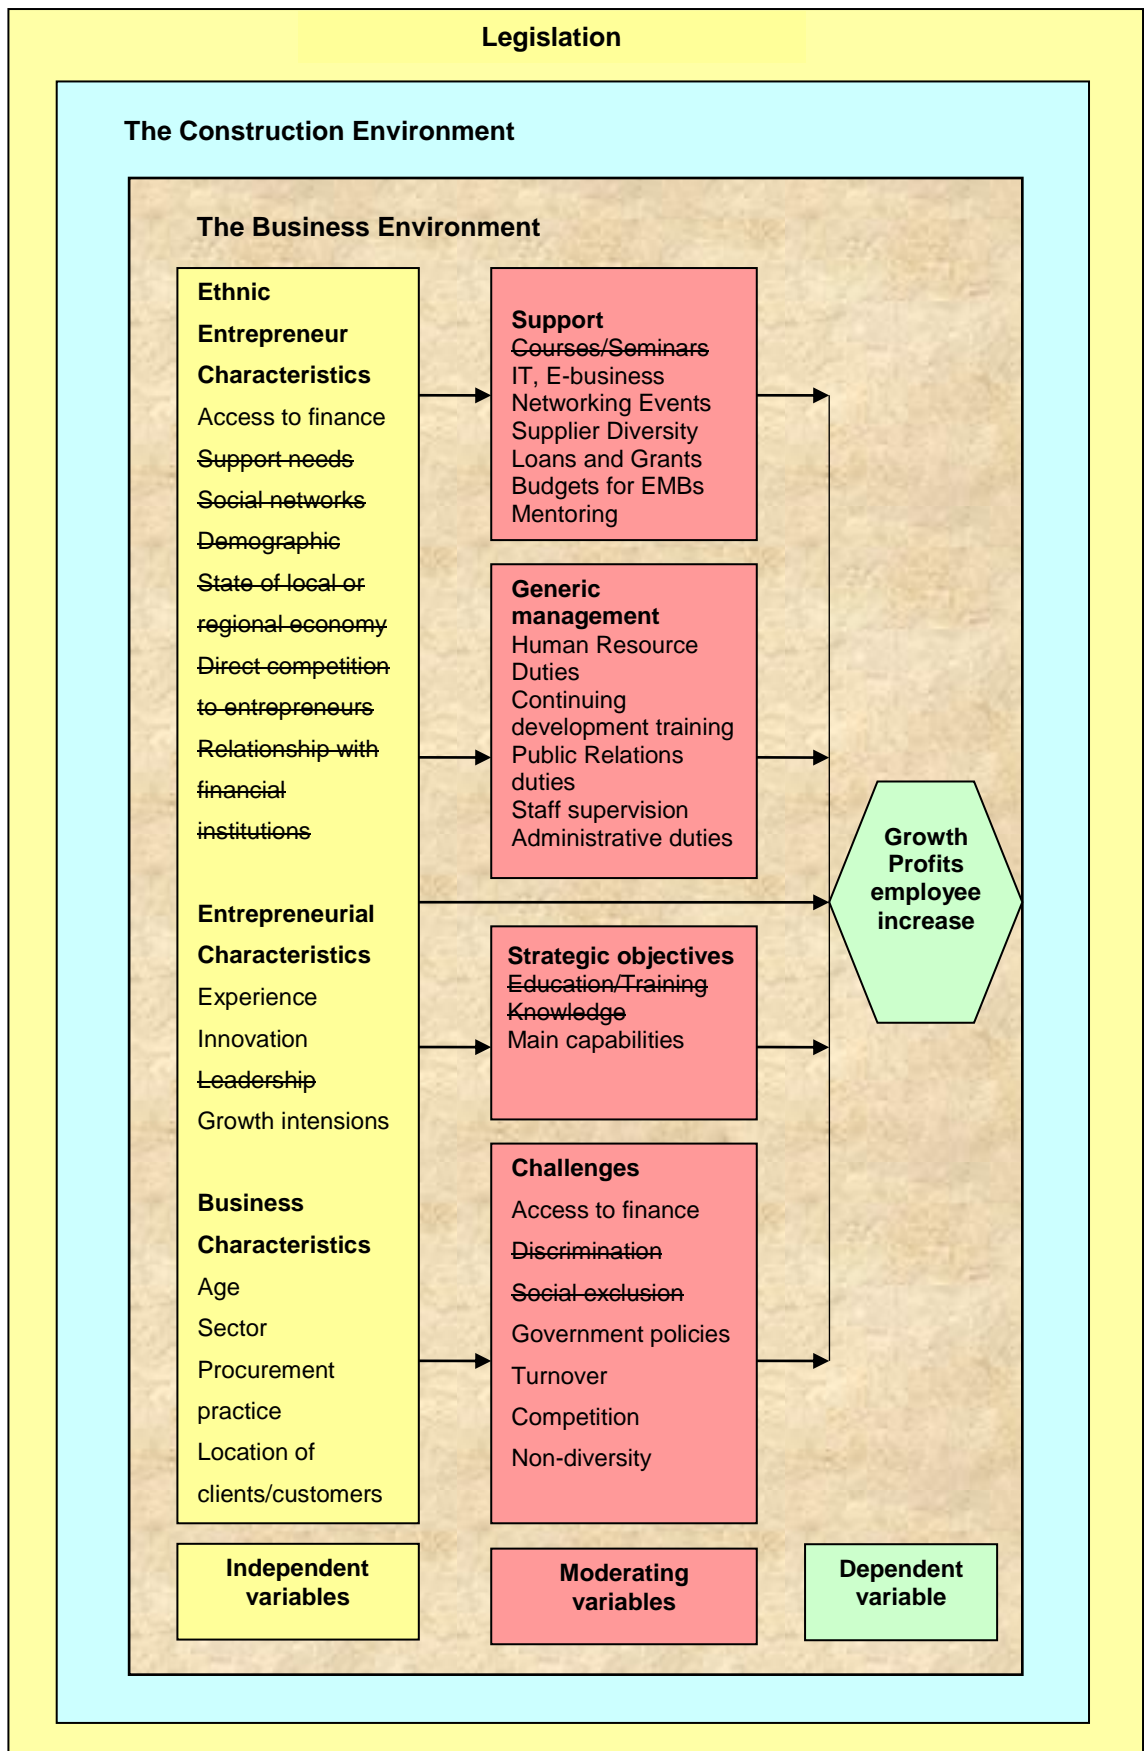 Legislation
The Construction Environment
The Business Environment
Ethnic
Entrepreneur
Characteristics
Access to finance
Support needs
Social networks
Demographic
State of local or
regional economy
Direct competition
to entrepreneurs
Relationship with
financial
institutions
Entrepreneurial
Characteristics
Experience
Innovation
Leadership
Growth intensions
Business
Characteristics
Age
Sector
Procurement
practice
Location of
clients/customers
Support
Courses/Seminars
IT, E-business
Networking Events
Supplier Diversity
Loans and Grants
Budgets for EMBs
Mentoring
Generic
management
Human Resource
Duties
Continuing
development training
Public Relations
duties
Staff supervision
Administrative duties
Strategic objectives
Education/Training
Knowledge
Main capabilities
Challenges
Access to finance
Discrimination
Social exclusion
Government policies
Turnover
Competition
Non-diversity
Growth
Profits
employee
increase
Independent
variables
Moderating
variables
Dependent
variable